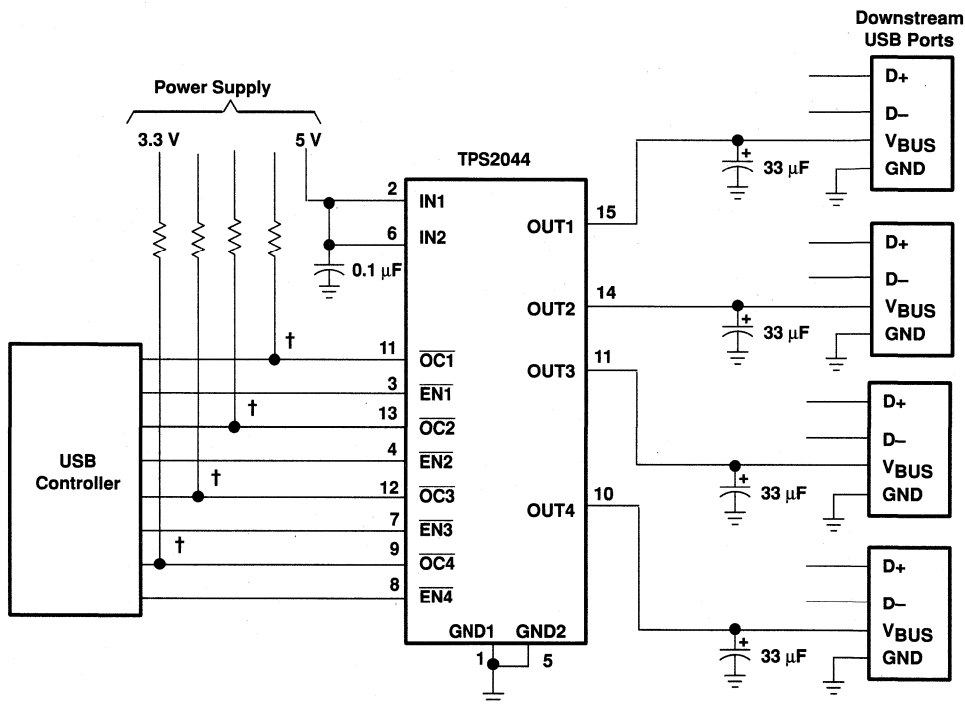 Downstream
USB Ports
Power Supply
3.3 V
5 V
TPS2044
2
IN1
6
IN2
0.1 µF
†
11
OC1
3
EN1
†
13
OC2
4
EN2
†
12
OC3
7
EN3
†
9
OC4
8
EN4
USB
Controller
GND1
GND2
1
5
OUT1
15
OUT2
14
OUT3
11
OUT4
10
+
33 µF
D+
D–
VBUS
GND
+
33 µF
D+
D–
VBUS
GND
+
33 µF
D+
D–
VBUS
GND
+
33 µF
D+
D–
VBUS
GND